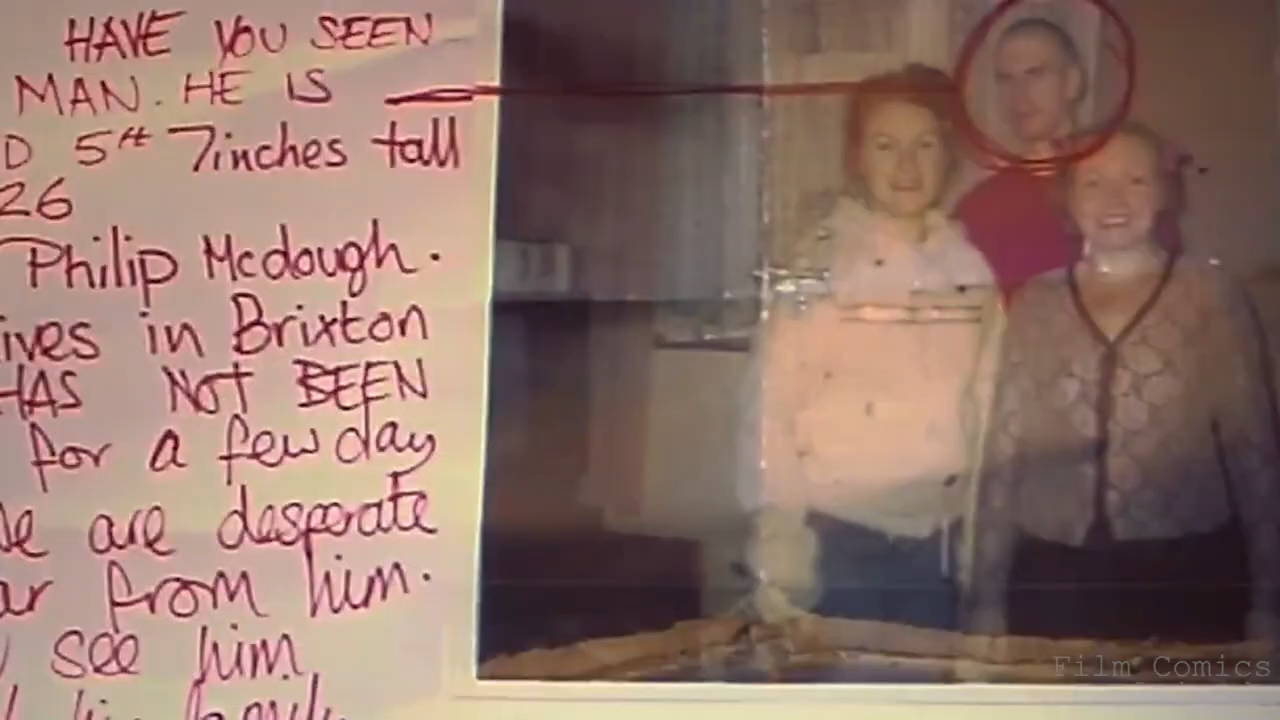 HAVE YOU SEEN
MAN. HE IS
D 5ft 7inches tall
26
Philip Mcdough.
ives in Brixton
HAS NOT BEEN
for a few day
e are desperate
ar from him.
see him
Film Comics